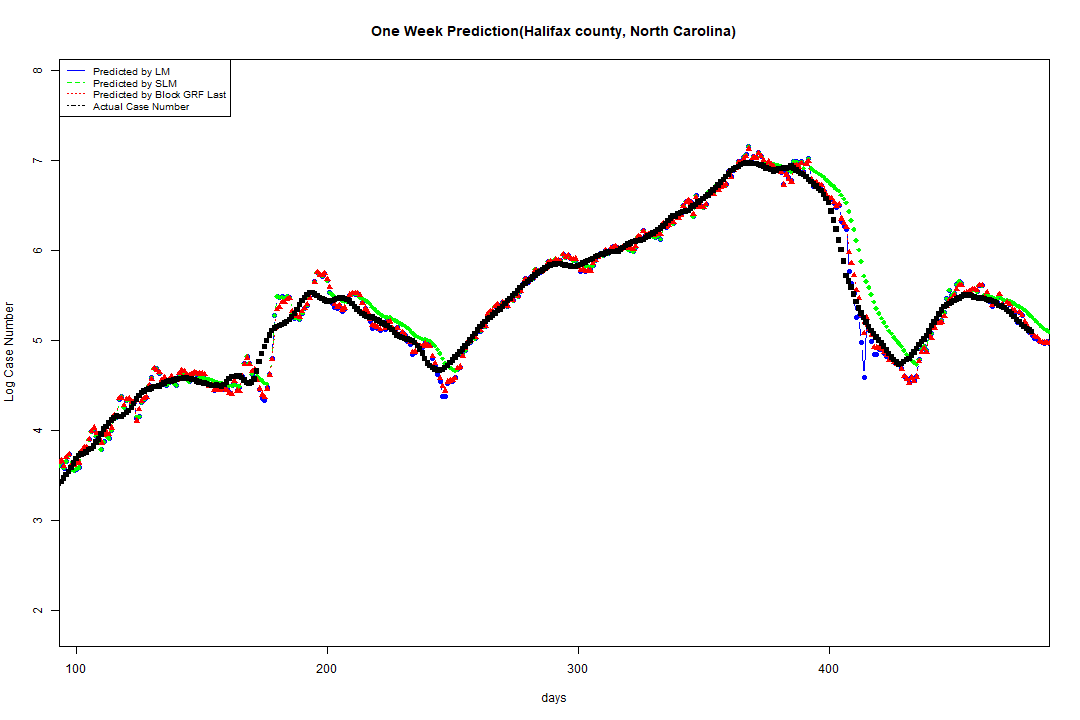 One Week Prediction(Halifax county, North Carolina)
Predicted by LM
Predicted by SLM
Predicted by Block GRF Last
Actual Case Number
8
7
6
5
4
3
2
Log Case Number
100 200 300 400
days